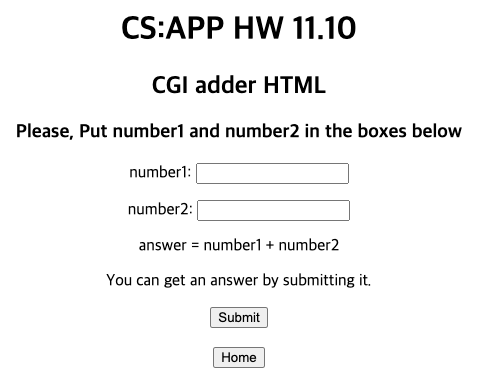 CS:APP HW 11.10
CGI adder HTML
Please, Put number1 and number2 in the boxes below
number1:
number2:
answer = number1 + number2
You can get an answer by submitting it.
Submit
Home